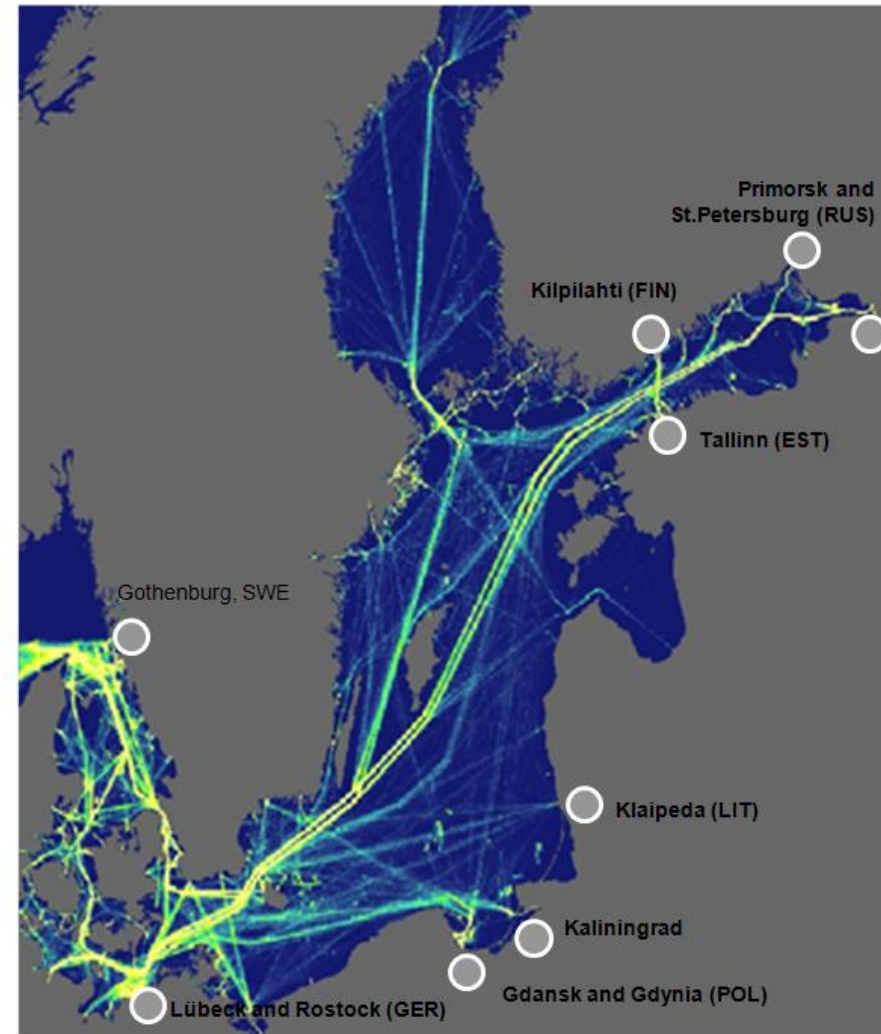 Primorsk and
St.Petersburg (RUS)
Kilpilahti (FIN)
Tallinn (EST)
Gothenburg, SWE
Klaipeda (LIT)
Kaliningrad
Gdansk and Gdynia (POL)
Lübeck and Rostock (GER)